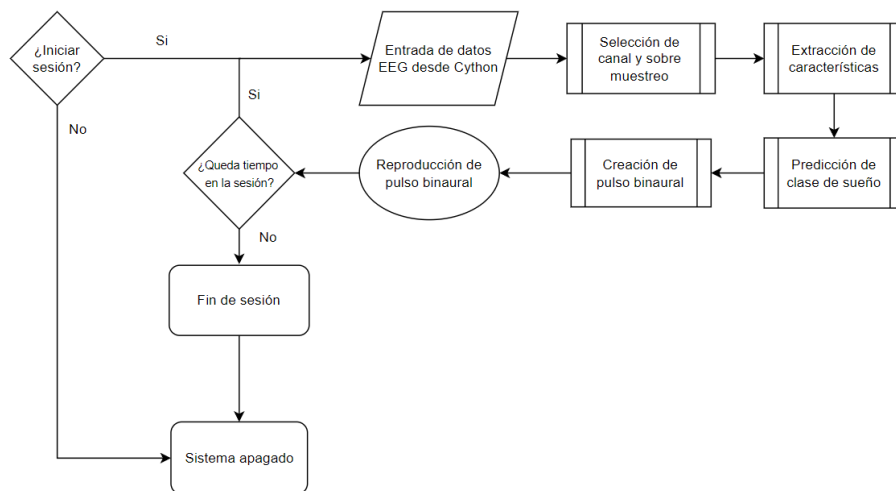 ¿Iniciar
sesión?
Si
Entrada de datos
EEG desde Cython
Selección de
canal y sobre
muestreo
Extracción de
características
No
Si
¿Queda tiempo
en la sesión?
Reproducción de
pulso binaural
Creación de
pulso binaural
Predicción de
clase de sueño
No
Fin de sesión
Sistema apagado